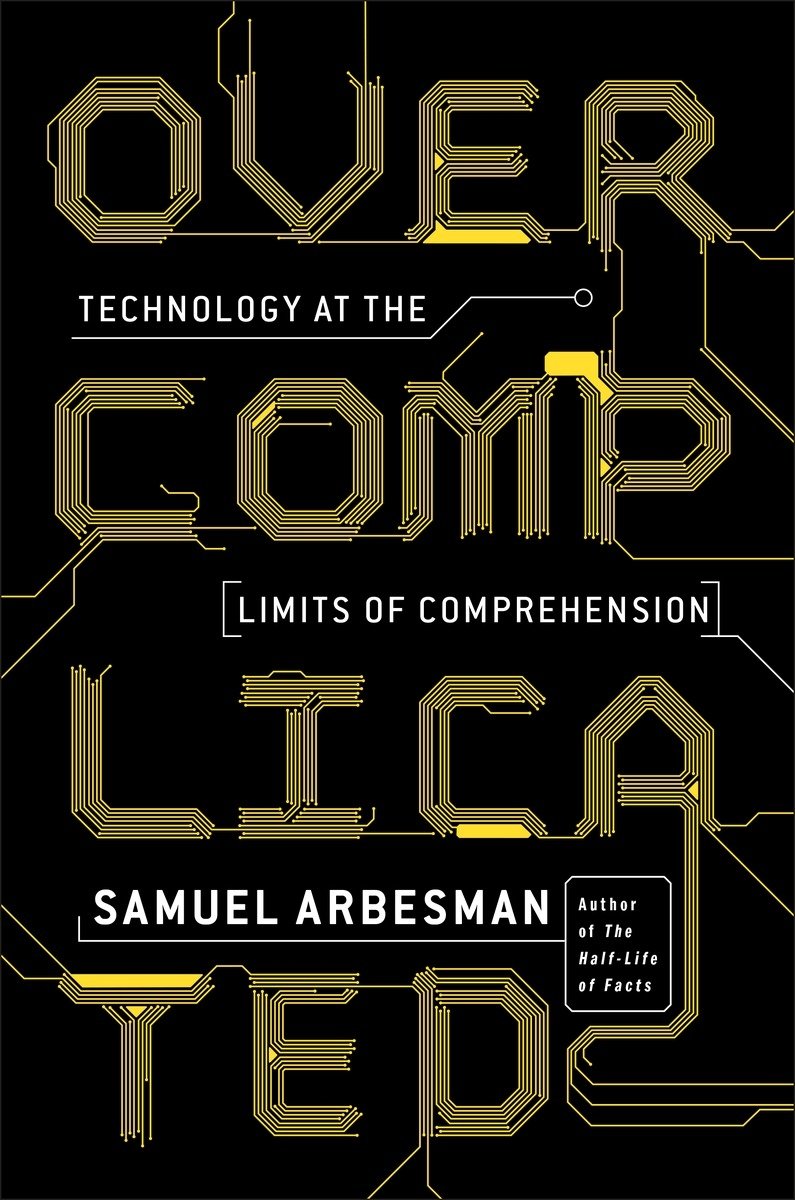 OVER
TECHNOLOGY AT THE
COMP
LIMITS OF COMPREHENSION
LICA
SAMUEL ARBESMAN
Author
of The
Half-Life
of Facts
TED